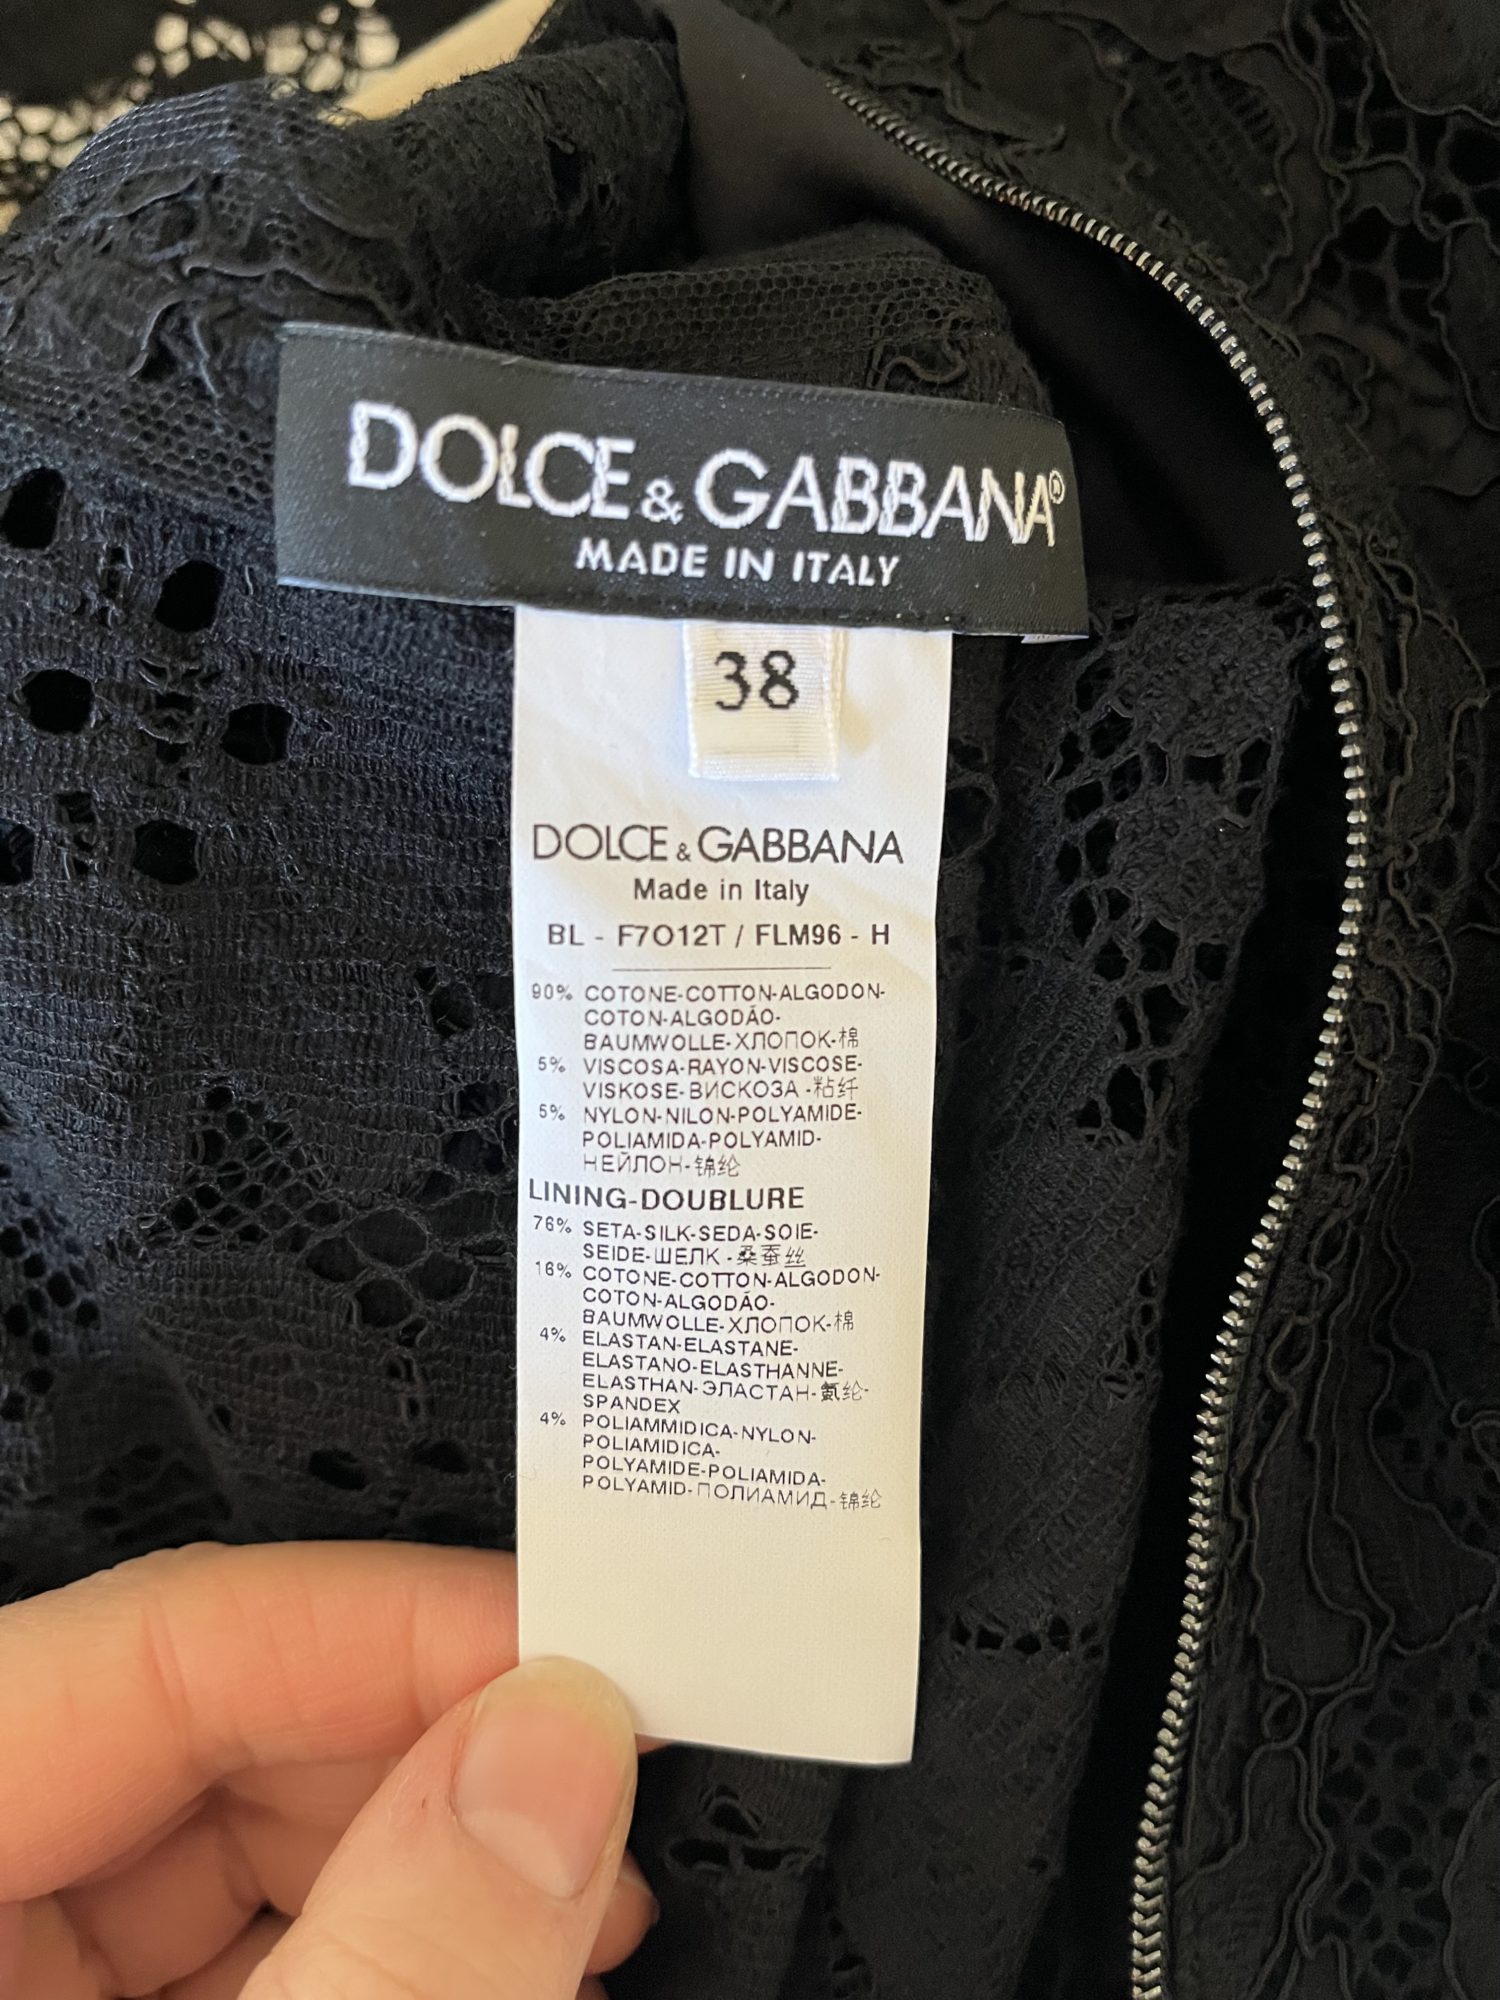 DOLCE & GABBANA®
MADE IN ITALY
38
DOLCE & GABBANA
Made in Italy
BL - F7O12T / FLM96 - H
90% COTONE-COTTON-ALGODON-
COTON-ALGODÃO-
BAUMWOLLE-ХЛОПОК-棉
5% VISCOSA-RAYON-VISCOSE-
VISKOSE-ВИСКОЗА -粘纤
5% NYLON-NILON-POLYAMIDE-
POLIAMIDA-POLYAMID-
НЕЙЛОН-锦纶
LINING-DOUBLURE
76% SETA-SILK-SEDA-SOIE-
SEIDE-ШЕЛК -桑蚕丝
16% COTONE-COTTON-ALGODON-
COTON-ALGODÃO-
BAUMWOLLE-ХЛОПОК-棉
4% ELASTAN-ELASTANE-
ELASTANO-ELASTHANNE-
ELASTHAN-ЭЛАСТАН-氨纶-
SPANDEX
4% POLIAMMIDICA-NYLON-
POLIAMIDICA-
POLYAMIDE-POLIAMIDA-
POLYAMID-ПОЛИАМИД-锦纶